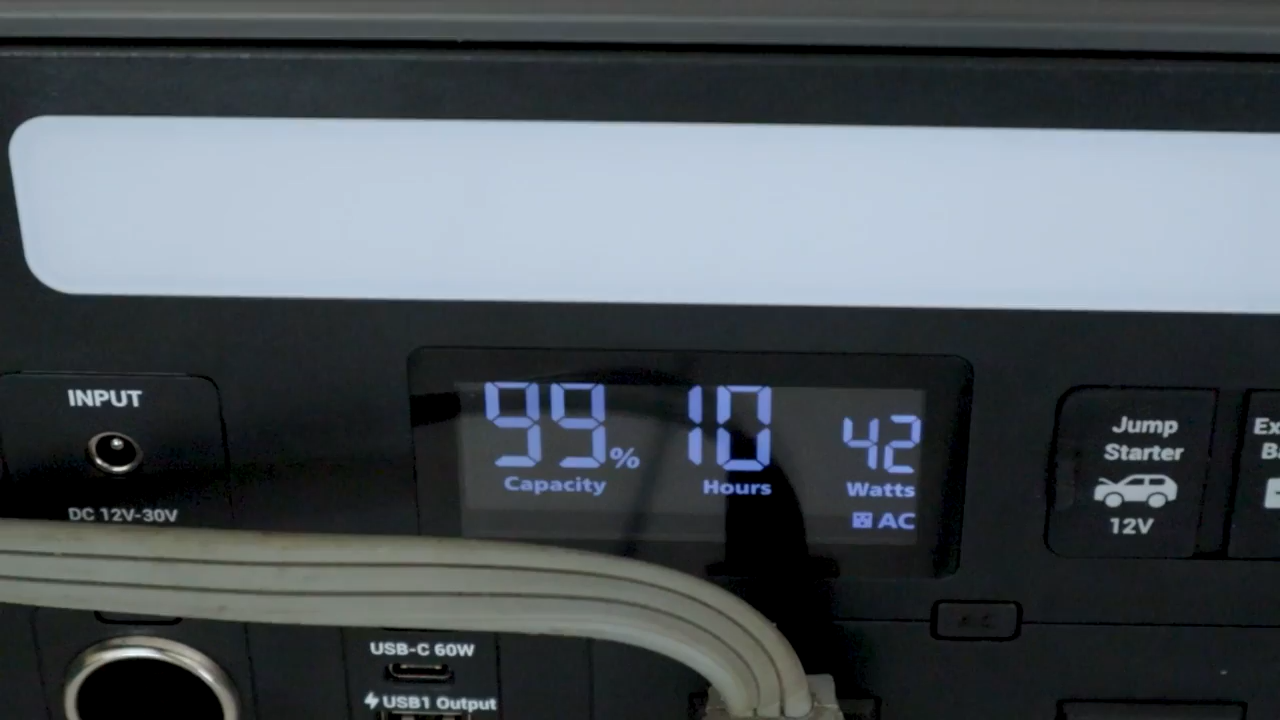 INPUT
DC 12V-30V
99% 10 42
Capacity Hours Watts
AC
Jump
Starter
12V
USB-C 60W
USB1 Output